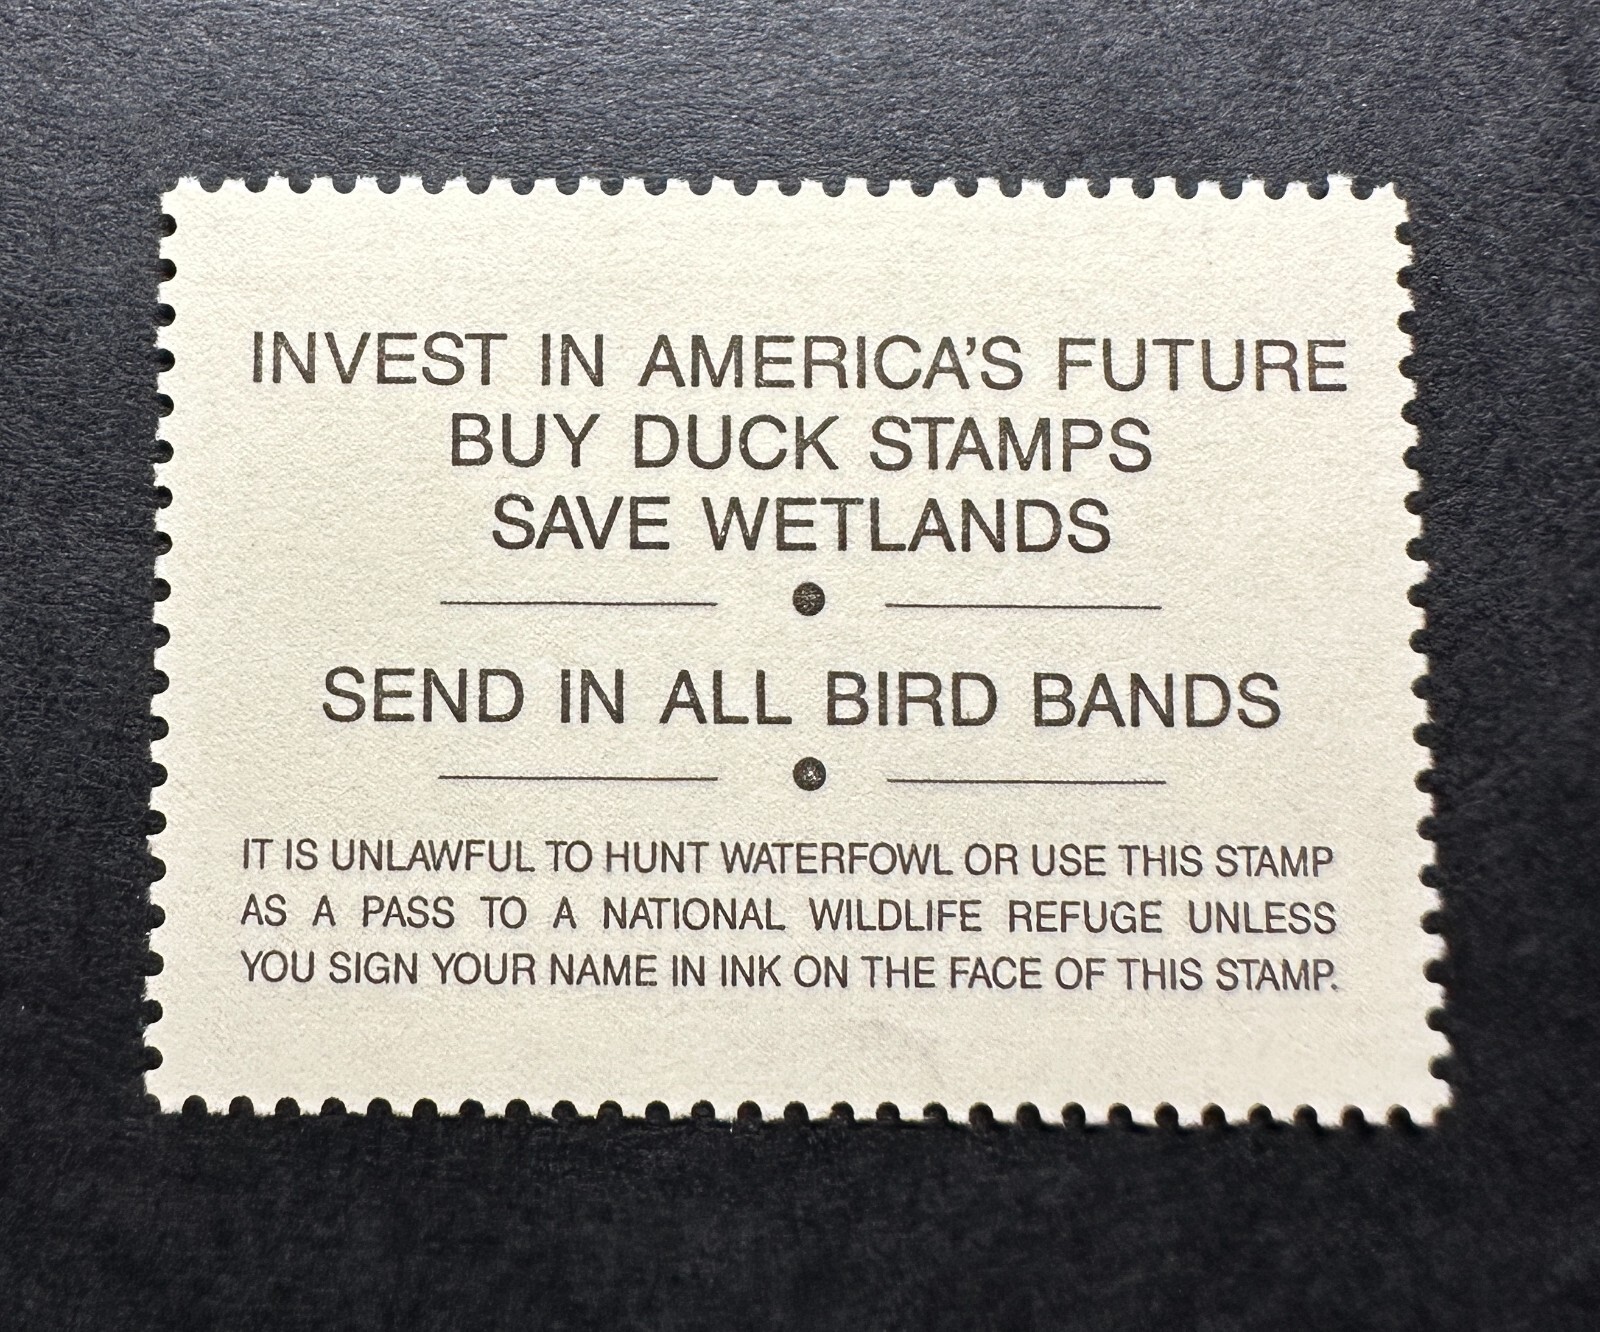 INVEST IN AMERICA'S FUTURE
BUY DUCK STAMPS
SAVE WETLANDS
SEND IN ALL BIRD BANDS
IT IS UNLAWFUL TO HUNT WATERFOWL OR USE THIS STAMP
AS A PASS TO A NATIONAL WILDLIFE REFUGE UNLESS
YOU SIGN YOUR NAME IN INK ON THE FACE OF THIS STAMP.